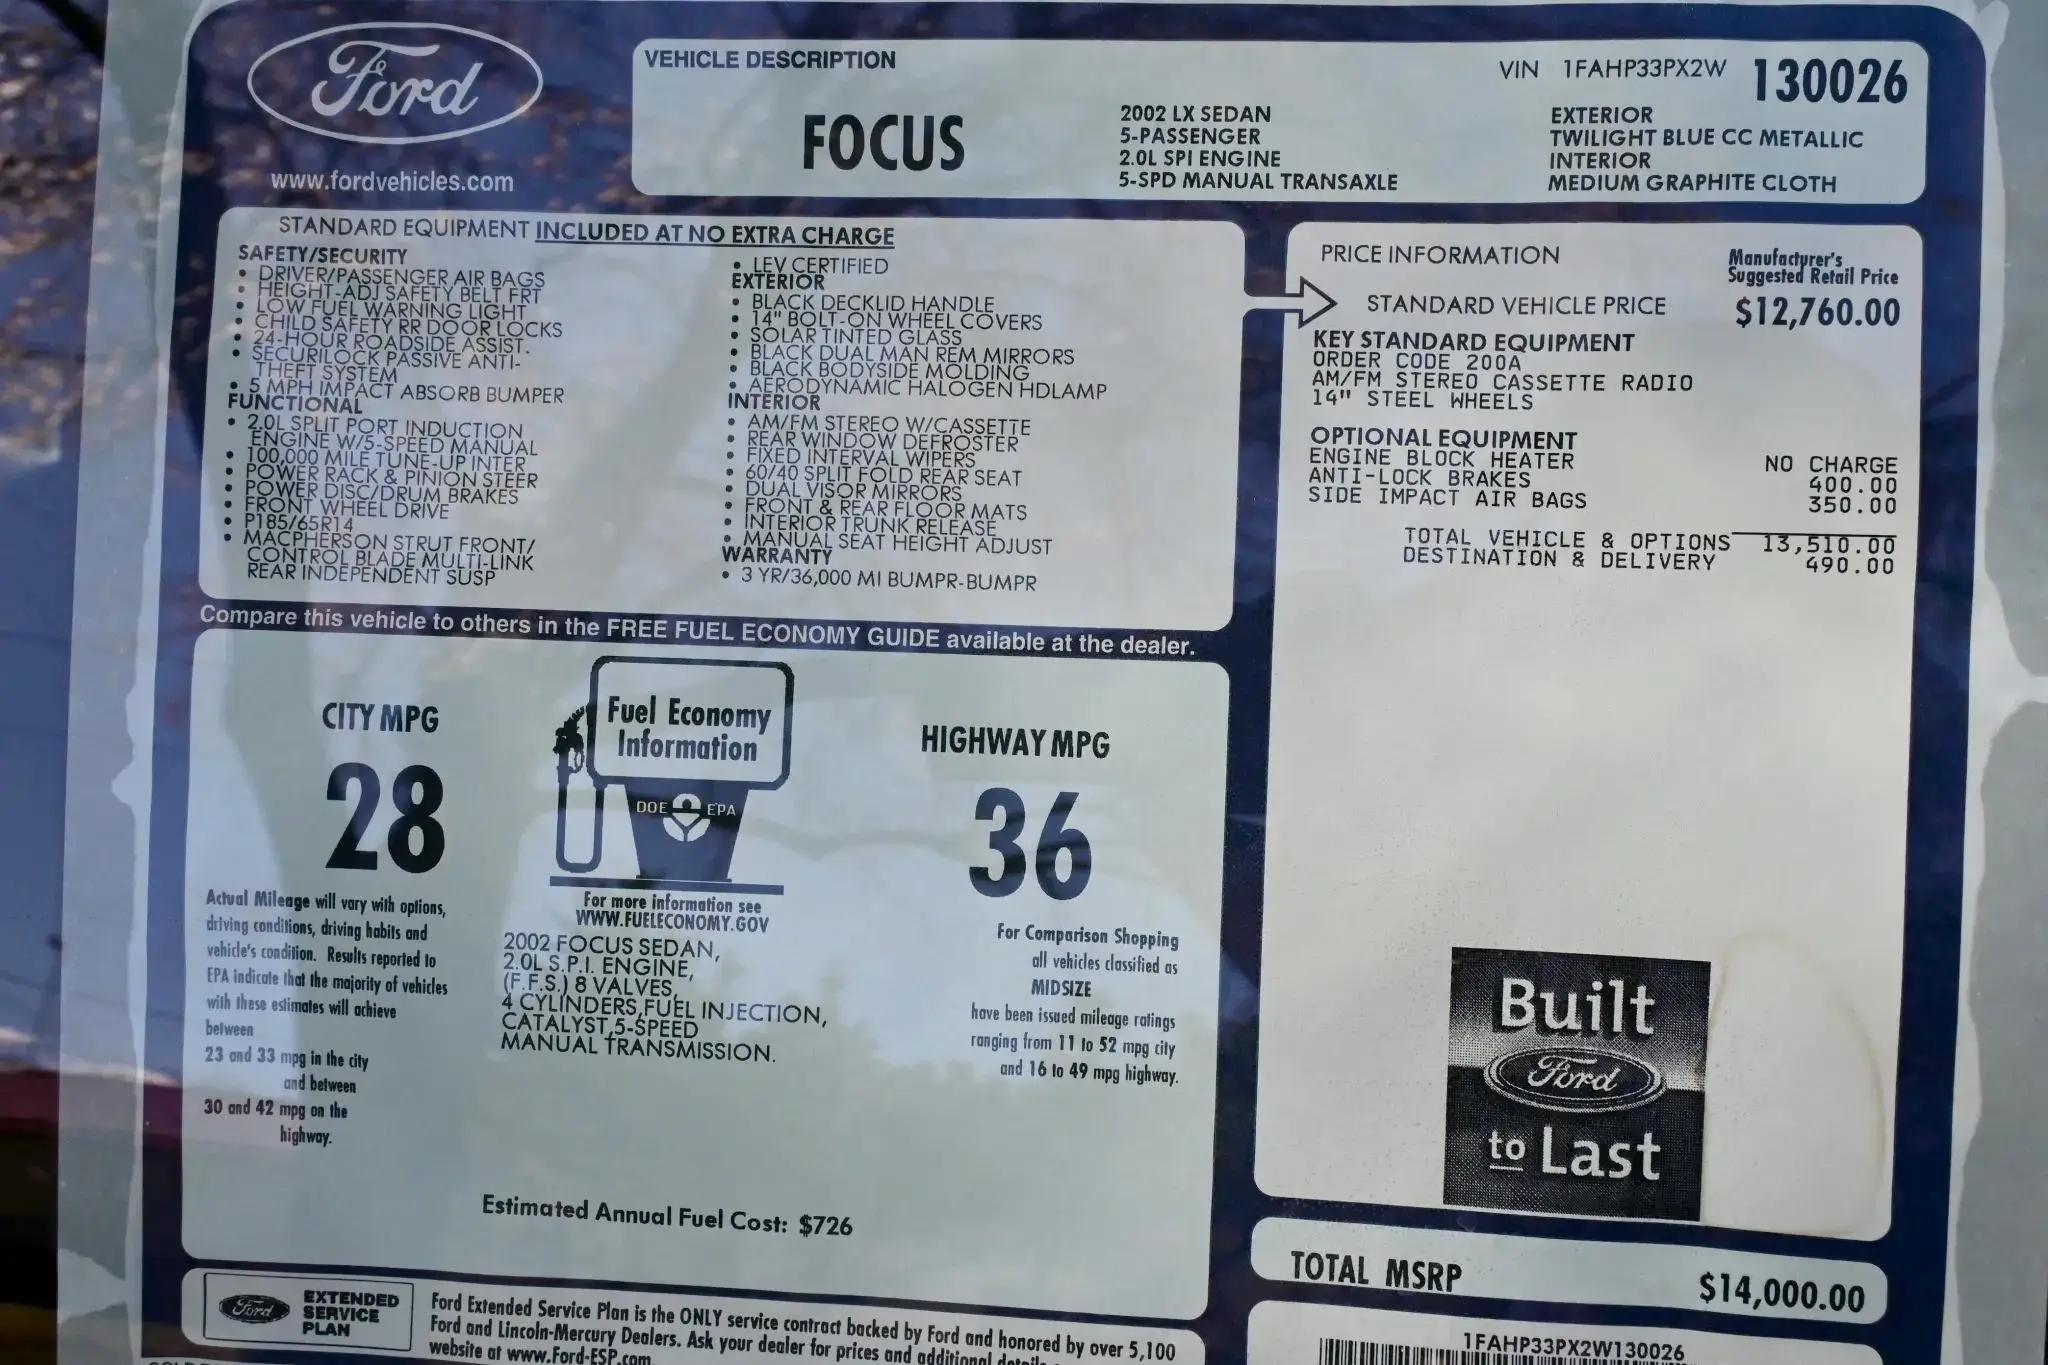 Ford
www.fordvehicles.com
VEHICLE DESCRIPTION
FOCUS
2002 LX SEDAN
5-PASSENGER
2.0L SPI ENGINE
5-SPD MANUAL TRANSAXLE
VIN 1FAHP33PX2W 130026
EXTERIOR
TWILIGHT BLUE CC METALLIC
INTERIOR
MEDIUM GRAPHITE CLOTH
STANDARD EQUIPMENT INCLUDED AT NO EXTRA CHARGE
SAFETY/SECURITY
• DRIVER/PASSENGER AIR BAGS
• HEIGHT-ADJ SAFETY BELT FRT
• LOW FUEL WARNING LIGHT
• CHILD SAFETY RR DOOR LOCKS
• 24-HOUR ROADSIDE ASSIST.
• SECURILOCK PASSIVE ANTI-
THEFT SYSTEM
• 5 MPH IMPACT ABSORB BUMPER
FUNCTIONAL
• 2.0L SPLIT PORT INDUCTION
ENGINE W/5-SPEED MANUAL
• 100,000 MILE TUNE-UP INTER
• POWER RACK & PINION STEER
• POWER DISC/DRUM BRAKES
• FRONT WHEEL DRIVE
• P185/65R14
• MACPHERSON STRUT FRONT/
CONTROL BLADE MULTI-LINK
REAR INDEPENDENT SUSP
• LEV CERTIFIED
EXTERIOR
• BLACK DECKLID HANDLE
• 14" BOLT-ON WHEEL COVERS
• SOLAR TINTED GLASS
• BLACK DUAL MAN REM MIRRORS
• BLACK BODYSIDE MOLDING
• AERODYNAMIC HALOGEN HDLAMP
INTERIOR
• AM/FM STEREO W/CASSETTE
• REAR WINDOW DEFROSTER
• FIXED INTERVAL WIPERS
• 60/40 SPLIT FOLD REAR SEAT
• DUAL VISOR MIRRORS
• FRONT & REAR FLOOR MATS
• INTERIOR TRUNK RELEASE
• MANUAL SEAT HEIGHT ADJUST
WARRANTY
• 3 YR/36,000 MI BUMPR-BUMPR
PRICE INFORMATION
Manufacturer's
Suggested Retail Price
STANDARD VEHICLE PRICE $12,760.00
KEY STANDARD EQUIPMENT
ORDER CODE 200A
AM/FM STEREO CASSETTE RADIO
14" STEEL WHEELS
OPTIONAL EQUIPMENT
ENGINE BLOCK HEATER NO CHARGE
ANTI-LOCK BRAKES 400.00
SIDE IMPACT AIR BAGS 350.00
TOTAL VEHICLE & OPTIONS 13,510.00
DESTINATION & DELIVERY 490.00
Compare this vehicle to others in the FREE FUEL ECONOMY GUIDE available at the dealer.
CITY MPG
28
Actual Mileage will vary with options,
driving conditions, driving habits and
vehicle's condition. Results reported to
EPA indicate that the majority of vehicles
with these estimates will achieve
between
23 and 33 mpg in the city
and between
30 and 42 mpg on the
highway.
Fuel Economy
Information
DOE EPA
For more information see
WWW.FUELECONOMY.GOV
2002 FOCUS SEDAN,
2.0L S.P.I. ENGINE,
(F.F.S.) 8 VALVES,
4 CYLINDERS,FUEL INJECTION,
CATALYST,5-SPEED
MANUAL TRANSMISSION.
HIGHWAY MPG
36
For Comparison Shopping
all vehicles classified as
MIDSIZE
have been issued mileage ratings
ranging from 11 to 52 mpg city
and 16 to 49 mpg highway.
Estimated Annual Fuel Cost: $726
Built
Ford
to Last
TOTAL MSRP $14,000.00
Ford
EXTENDED
SERVICE
PLAN
Ford Extended Service Plan is the ONLY service contract backed by Ford and honored by over 5,100
Ford and Lincoln-Mercury Dealers. Ask your dealer for prices and additional details
website at www.Ford-ESP.com.
1FAHP33PX2W130026